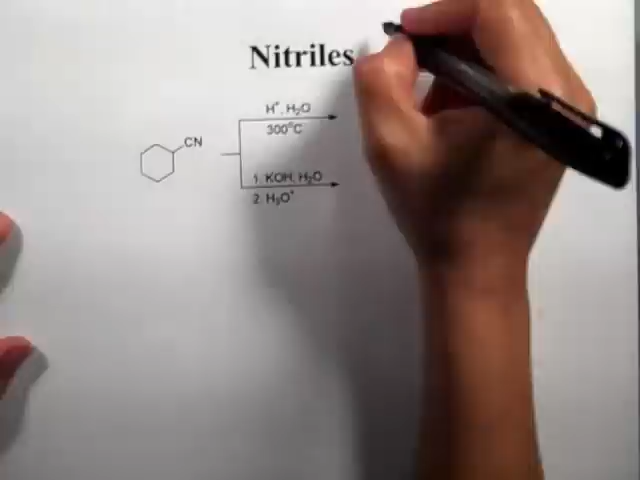 Nitriles
H⁺, H₂O
300°C
CN
1. KOH, H₂O
2. H₃O⁺